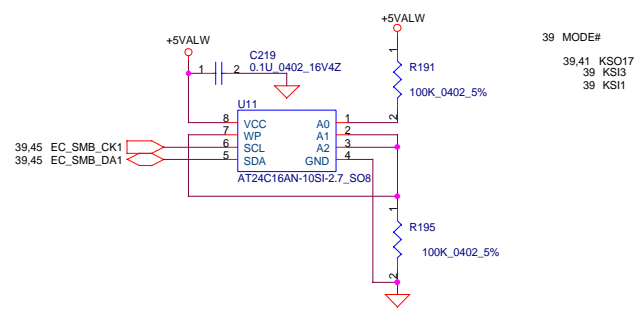 +5VALW
39 MODE#
+5VALW
C219
1 2 0.1U_0402_16V4Z
39,41 KSO17
1
R191
39 KSI3
39 KSI1
100K_0402_5%
2
U11
8 VCC A0 1
7 WP A1 2
39,45 EC_SMB_CK1 6 SCL A2 3
39,45 EC_SMB_DA1 5 SDA GND 4
AT24C16AN-10SI-2.7_SO8
1
R195
100K_0402_5%
2